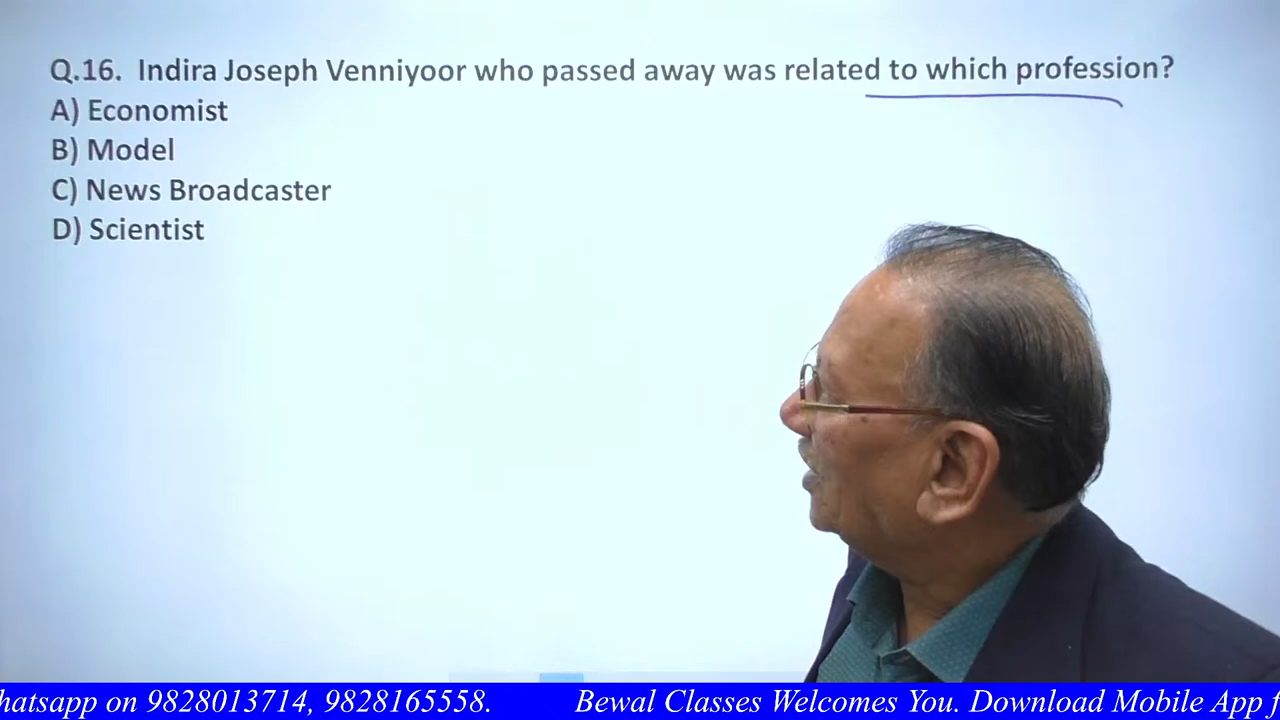 Q.16. Indira Joseph Venniyoor who passed away was related to which profession?
A) Economist
B) Model
C) News Broadcaster
D) Scientist
hatsapp on 9828013714, 9828165558. Bewal Classes Welcomes You. Download Mobile App f